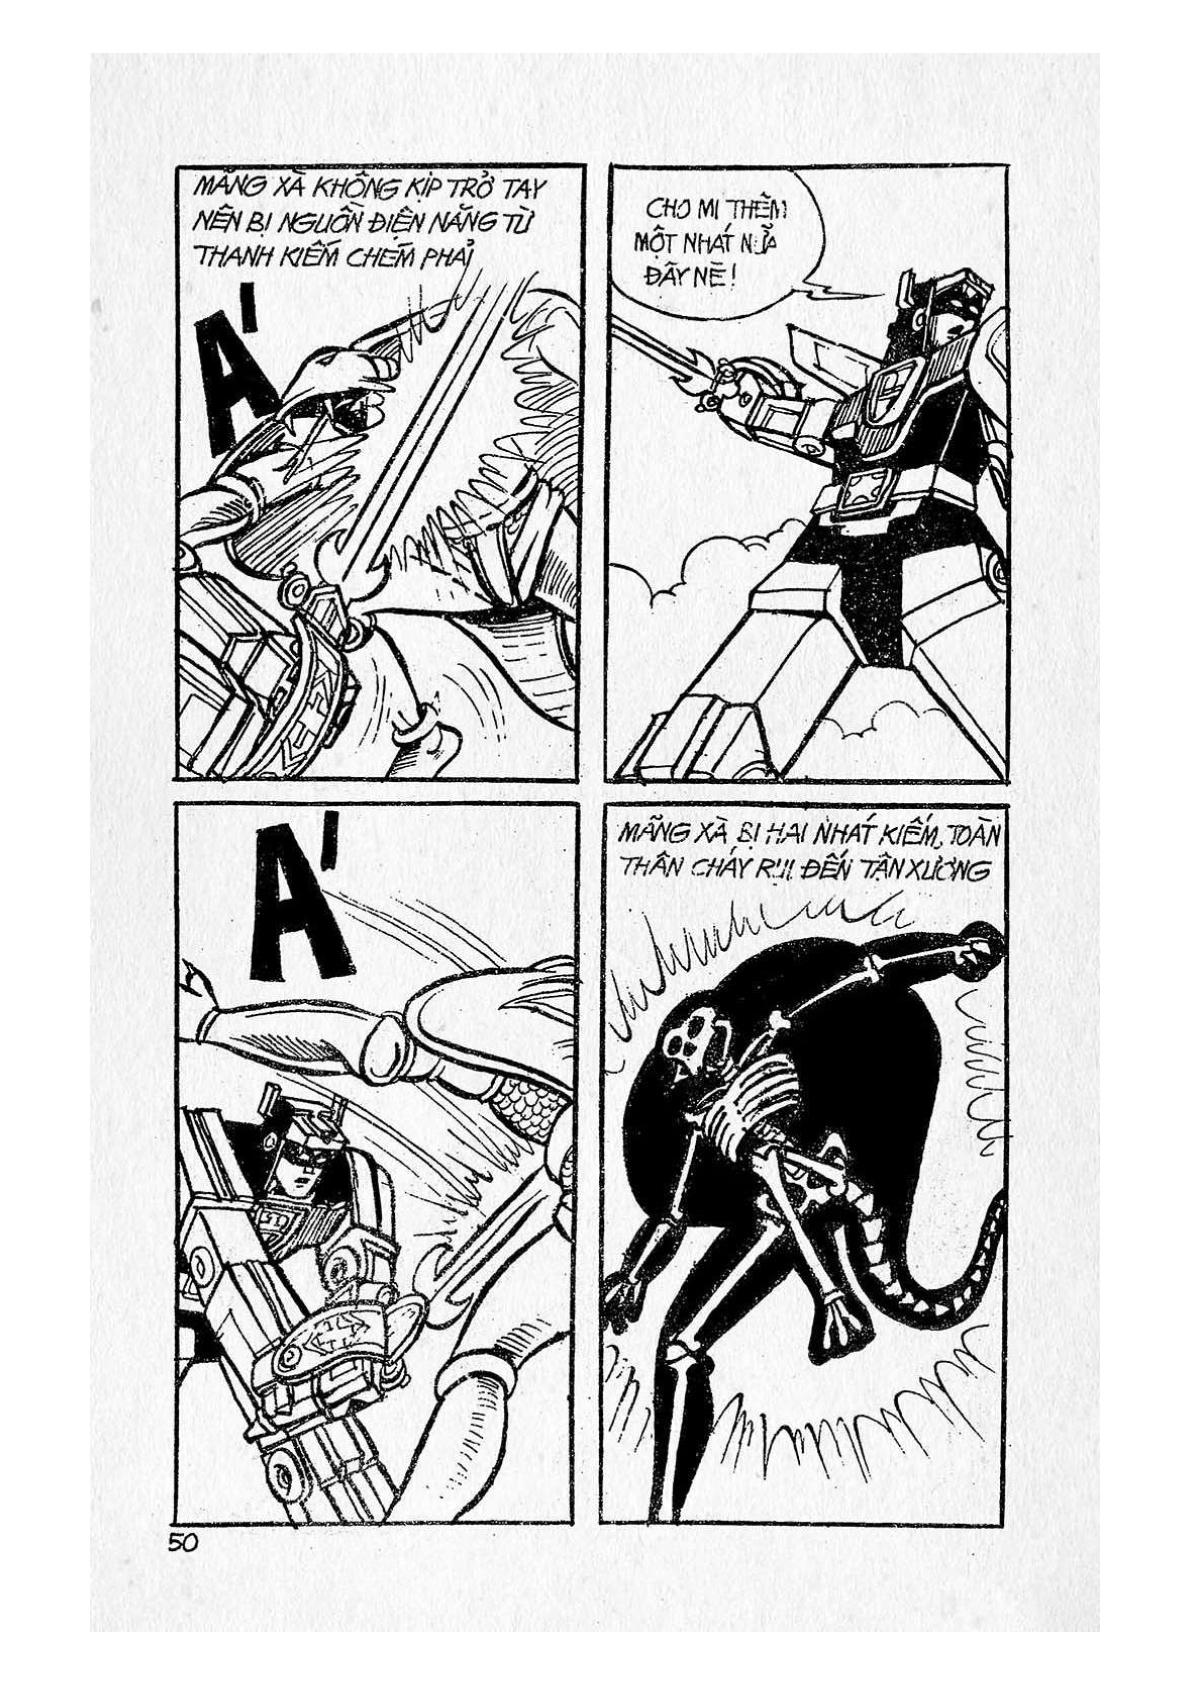 MÃNG XÀ KHÔNG KỊP TRỞ TAY
NÊN BỊ NGUỒN ĐIỆN NĂNG TỪ
THANH KIẾM CHÉM PHẢI
Á
CHO MI THÊM
MỘT NHÁT NỮA
ĐÂY NÈ!
Á
MÃNG XÀ BỊ HAI NHÁT KIẾM, TOÀN
THÂN CHÁY RỤI ĐẾN TẬN XƯƠNG
50